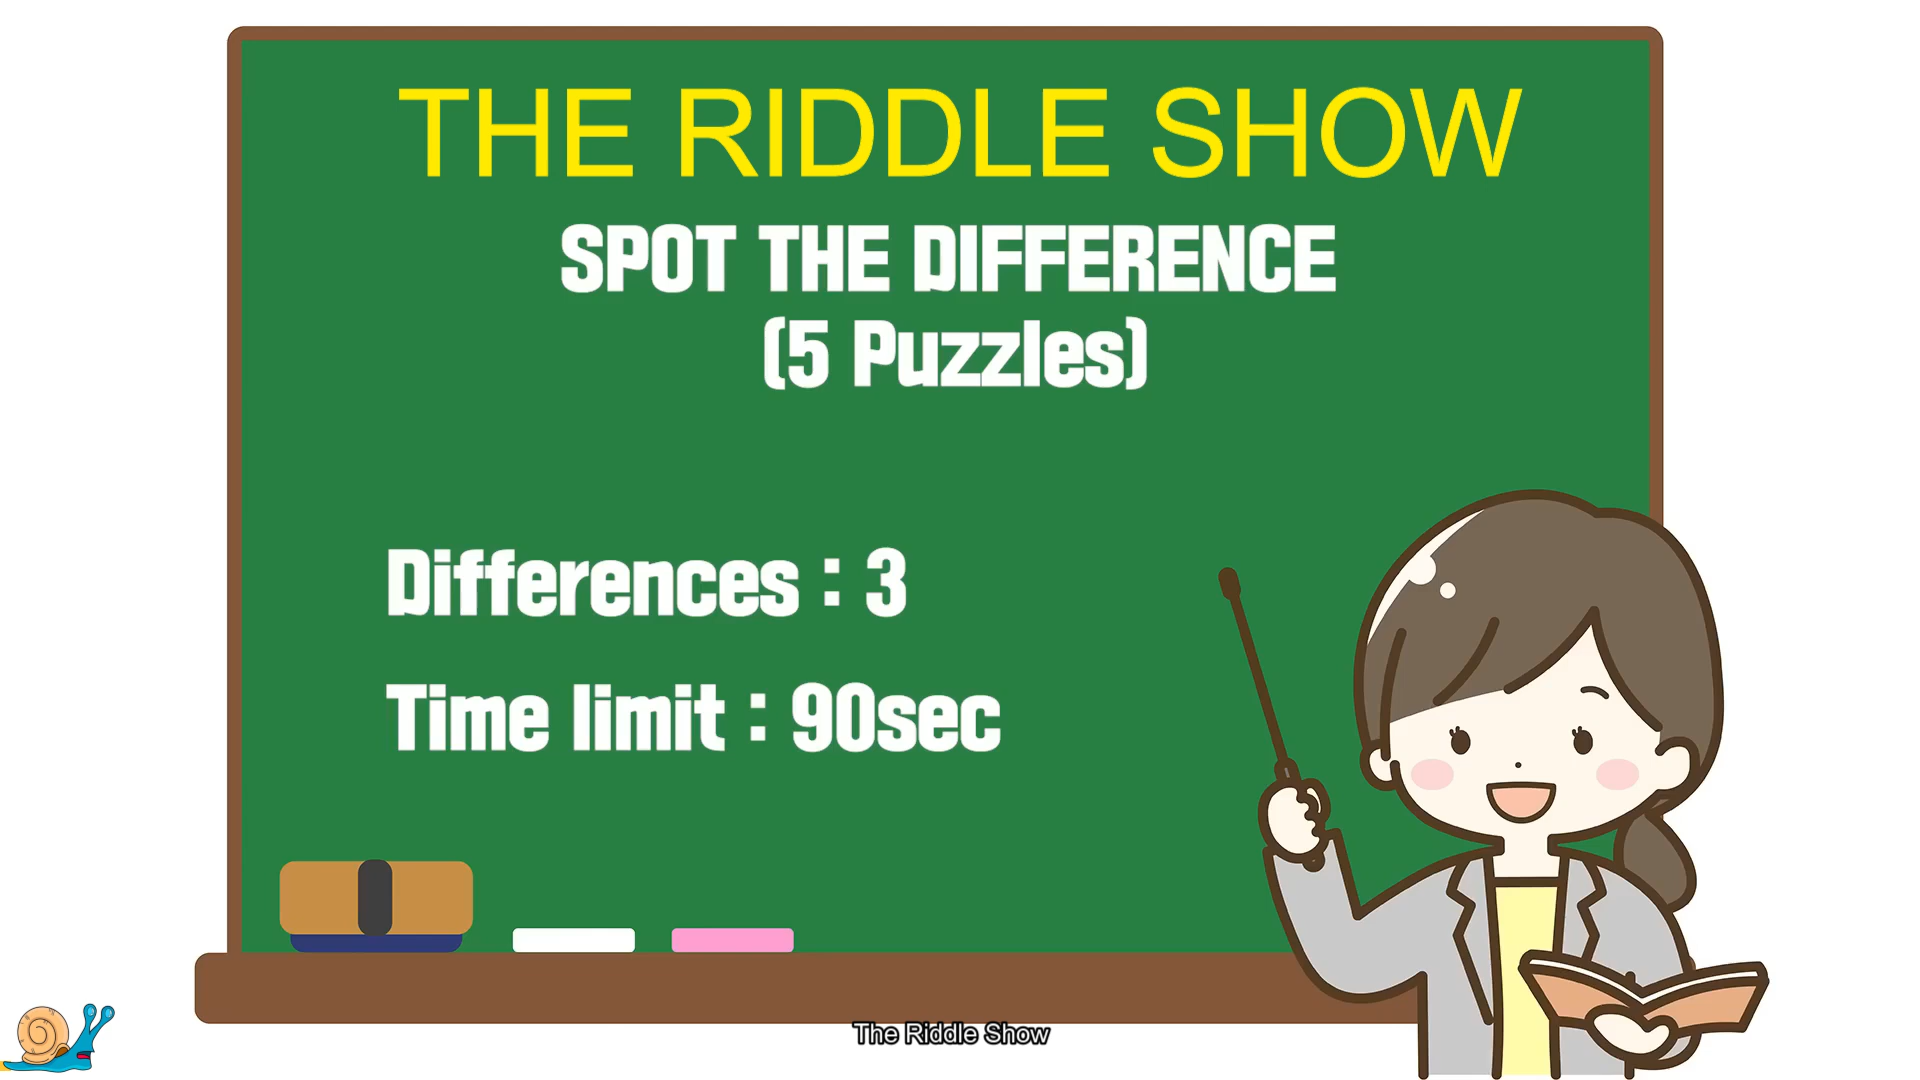 THE RIDDLE SHOW
SPOT THE DIFFERENCE
(5 Puzzles)
Differences : 3
Time limit : 90sec
The Riddle Show